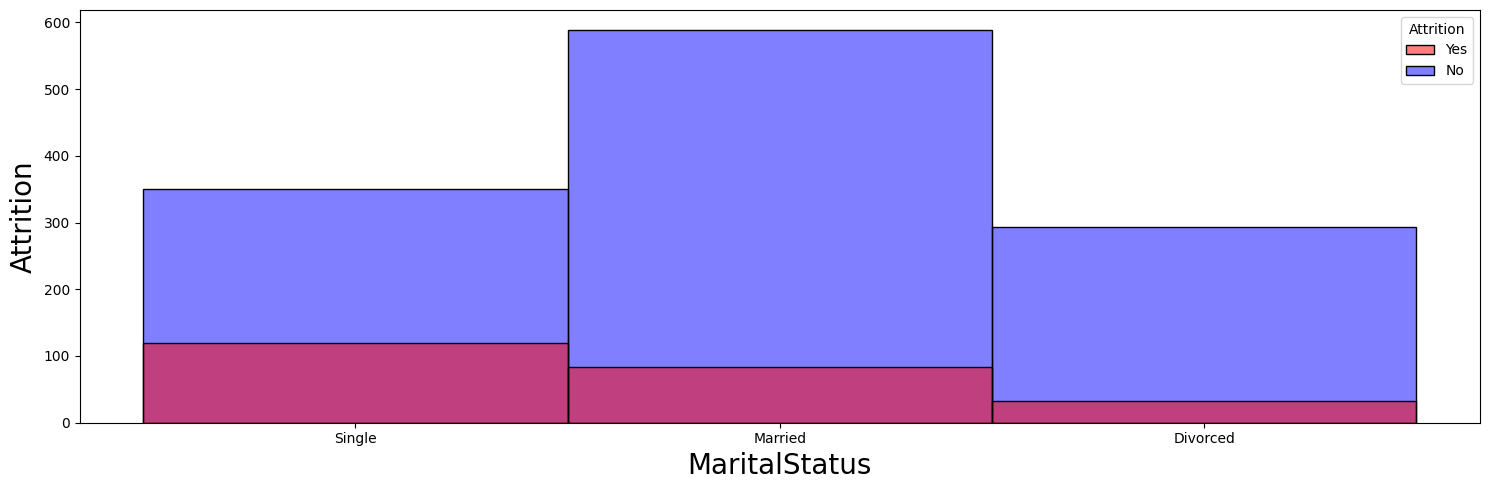 Attrition
Yes
No
600
500
400
300
200
100
0
Attrition
Single
Married
Divorced
MaritalStatus